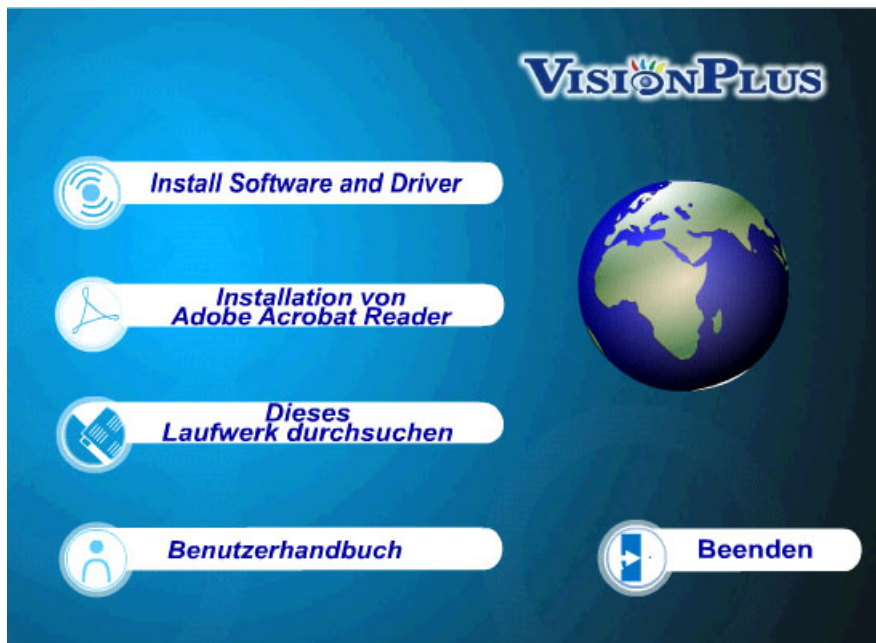 VISIONPLUS
Install Software and Driver
Installation von
Adobe Acrobat Reader
Dieses
Laufwerk durchsuchen
Benutzerhandbuch
Beenden